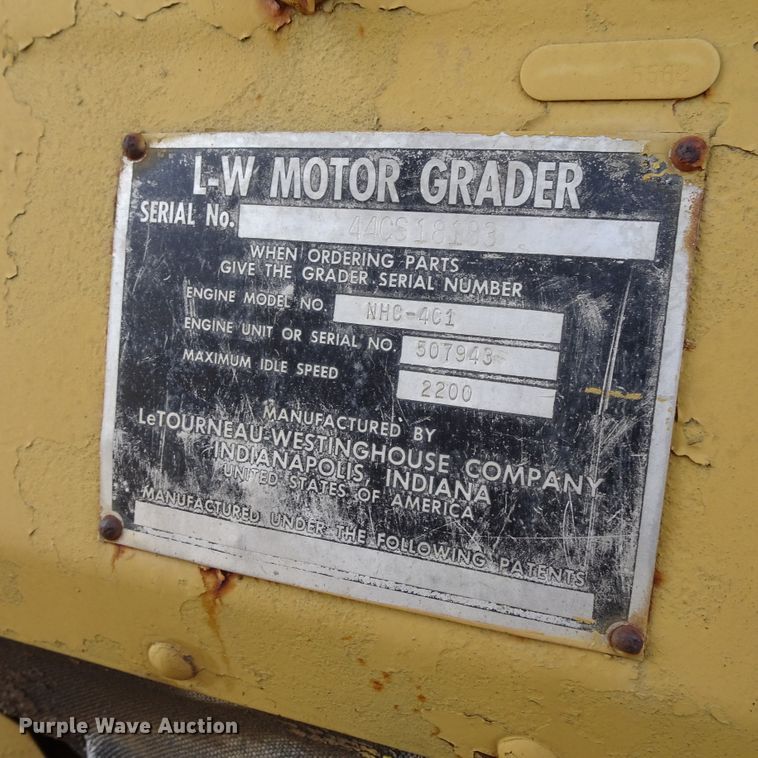 L-W MOTOR GRADER
SERIAL No. 44CS18183
WHEN ORDERING PARTS
GIVE THE GRADER SERIAL NUMBER
ENGINE MODEL NO. NHC-4C1
ENGINE UNIT OR SERIAL NO. 507943
MAXIMUM IDLE SPEED 2200
MANUFACTURED BY
LeTOURNEAU-WESTINGHOUSE COMPANY
INDIANAPOLIS, INDIANA
UNITED STATES OF AMERICA
MANUFACTURED UNDER THE FOLLOWING PATENTS
Purple Wave Auction